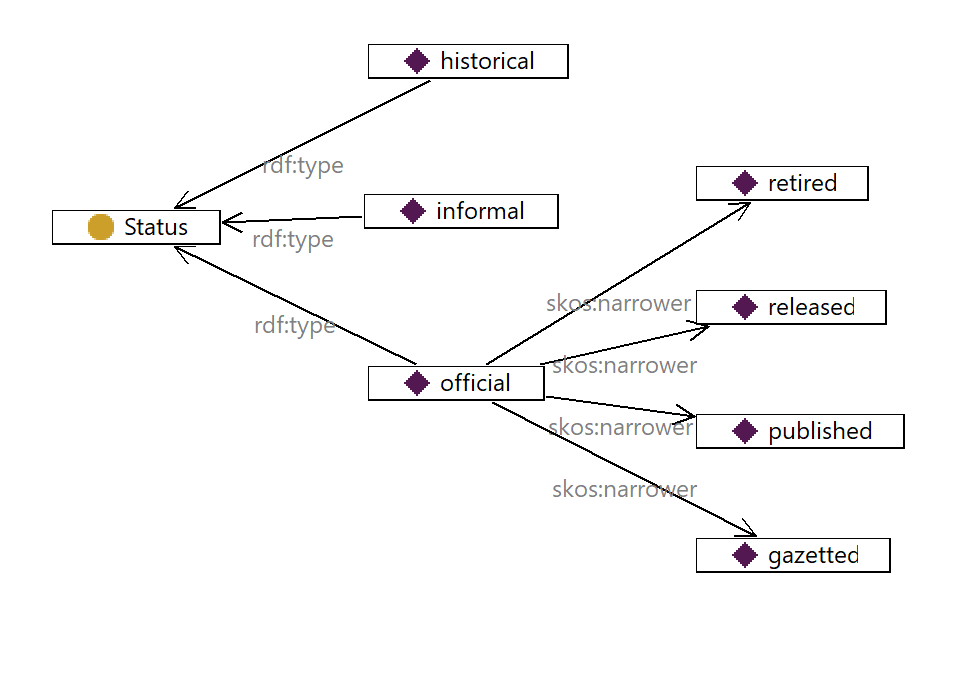 historical
rdf:type
retired
informal
Status
rdf:type
skos:narrower
released
rdf:type
skos:narrower
official
skos:narrower
published
skos:narrower
gazetted